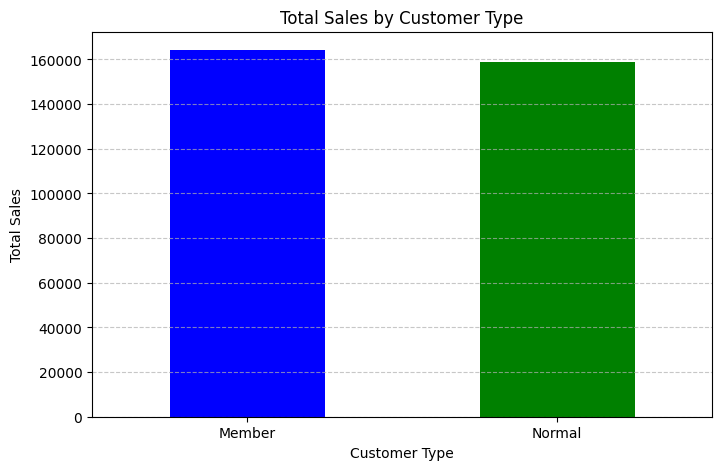 Total Sales by Customer Type
Total Sales
160000
140000
120000
100000
80000
60000
40000
20000
0
Member
Normal
Customer Type